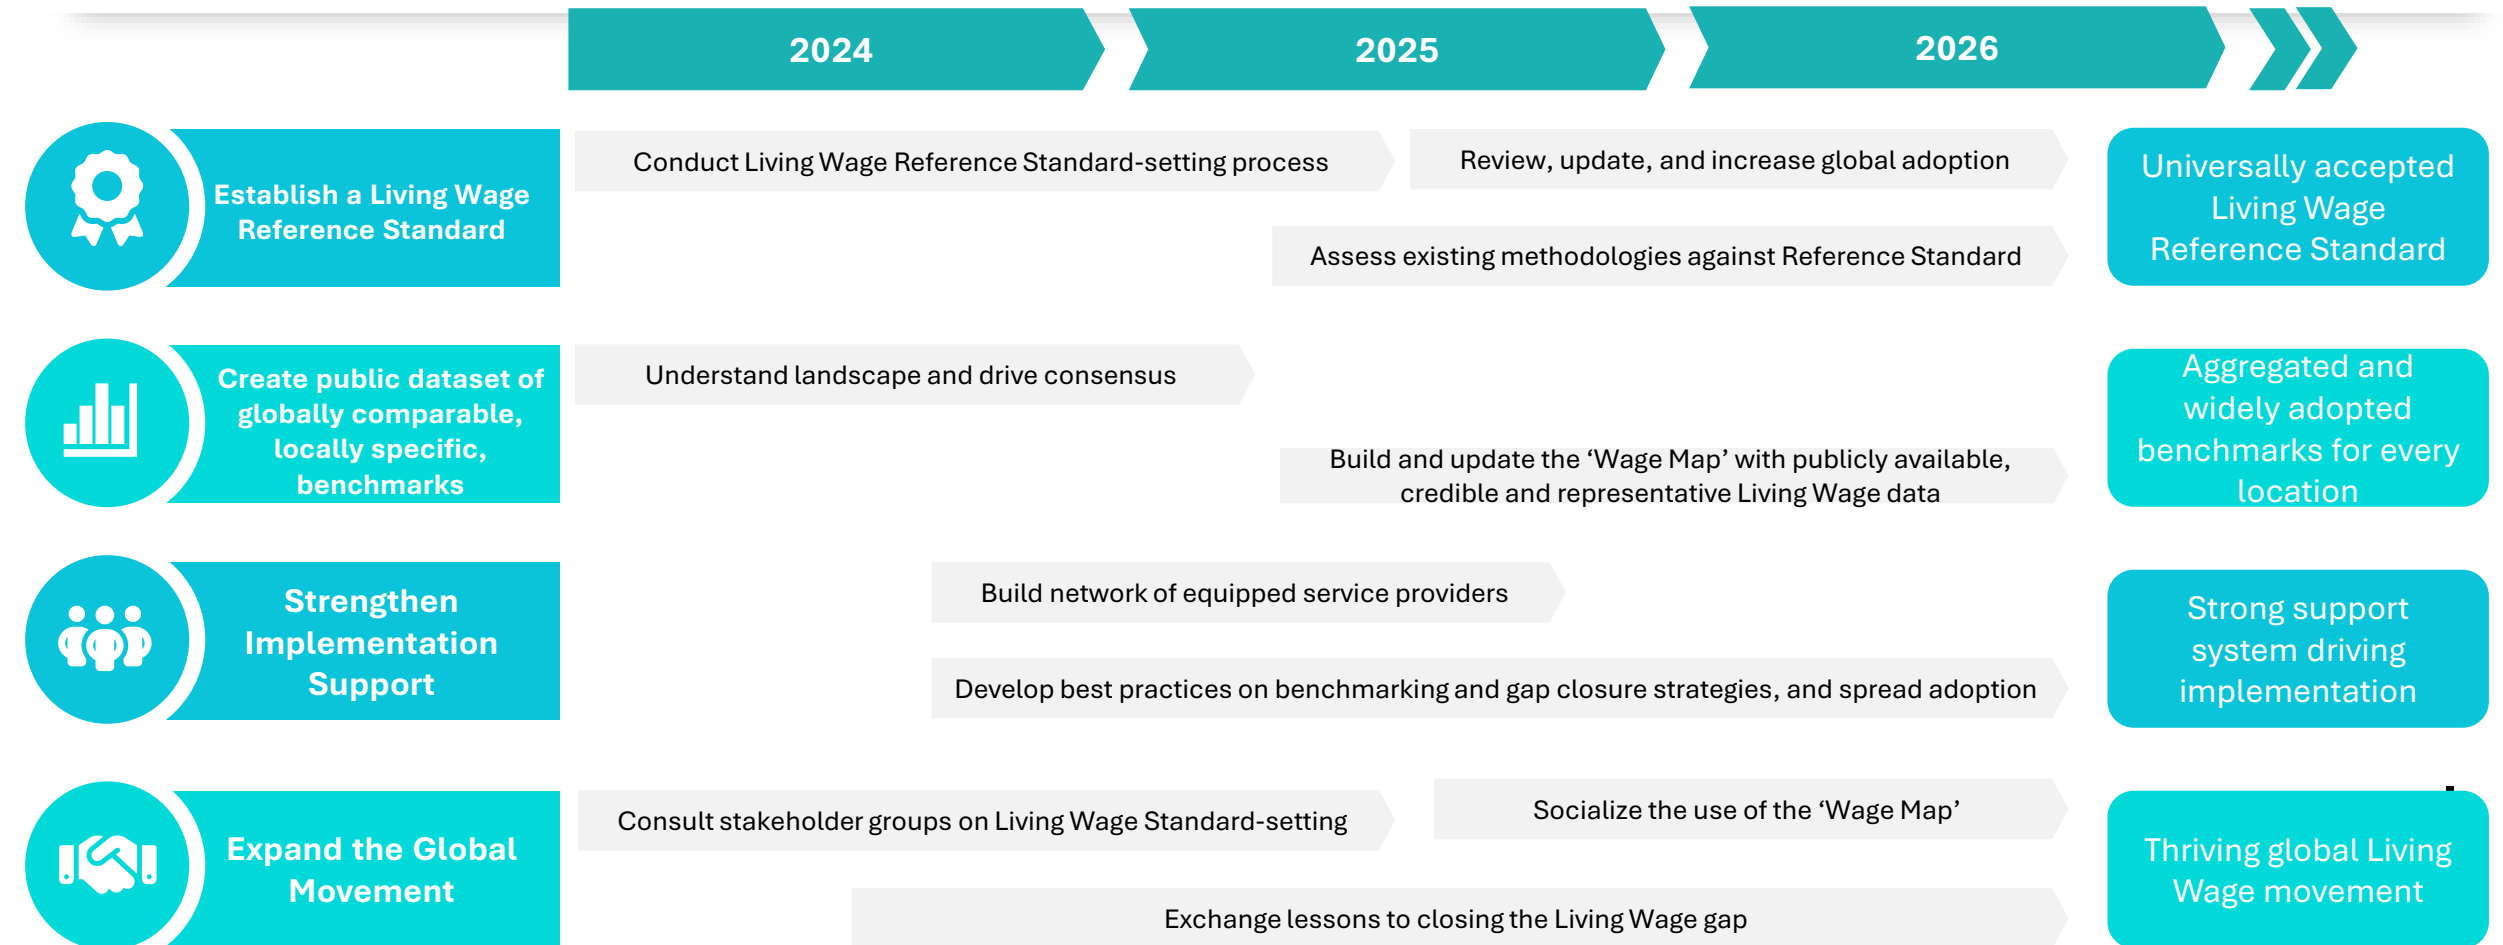 2024
2025
2026
Establish a Living Wage
Reference Standard
Conduct Living Wage Reference Standard-setting process
Review, update, and increase global adoption
Assess existing methodologies against Reference Standard
Universally accepted
Living Wage
Reference Standard
Create public dataset of
globally comparable,
locally specific,
benchmarks
Understand landscape and drive consensus
Build and update the ‘Wage Map’ with publicly available,
credible and representative Living Wage data
Aggregated and
widely adopted
benchmarks for every
location
Strengthen
Implementation
Support
Build network of equipped service providers
Develop best practices on benchmarking and gap closure strategies, and spread adoption
Strong support
system driving
implementation
Expand the Global
Movement
Consult stakeholder groups on Living Wage Standard-setting
Socialize the use of the ‘Wage Map’
Exchange lessons to closing the Living Wage gap
Thriving global Living
Wage movement